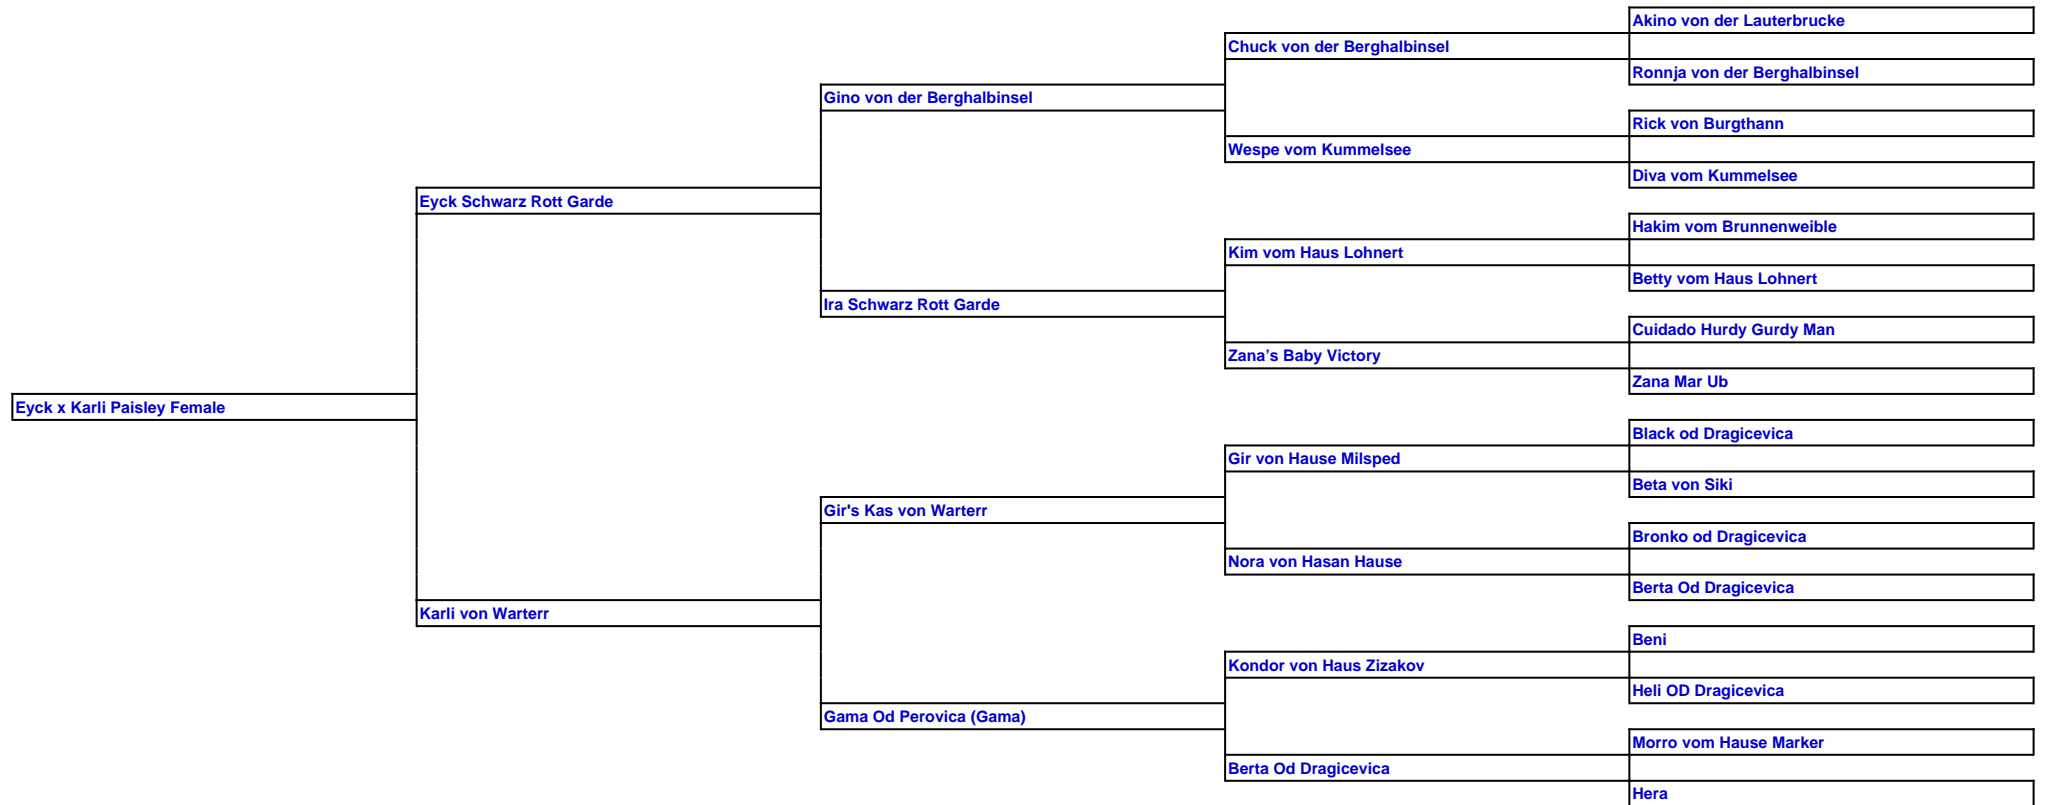 Akino von der Lauterbrucke
Chuck von der Berghalbinsel
Ronnja von der Berghalbinsel
Gino von der Berghalbinsel
Rick von Burgthann
Wespe vom Kummelsee
Diva vom Kummelsee
Eyck Schwarz Rott Garde
Hakim vom Brunnenweible
Kim vom Haus Lohnert
Betty vom Haus Lohnert
Ira Schwarz Rott Garde
Cuidado Hurdy Gurdy Man
Zana’s Baby Victory
Zana Mar Ub
Eyck x Karli Paisley Female
Black od Dragicevica
Gir von Hause Milsped
Beta von Siki
Gir's Kas von Warterr
Bronko od Dragicevica
Nora von Hasan Hause
Berta Od Dragicevica
Karli von Warterr
Beni
Kondor von Haus Zizakov
Heli OD Dragicevica
Gama Od Perovica (Gama)
Morro vom Hause Marker
Berta Od Dragicevica
Hera